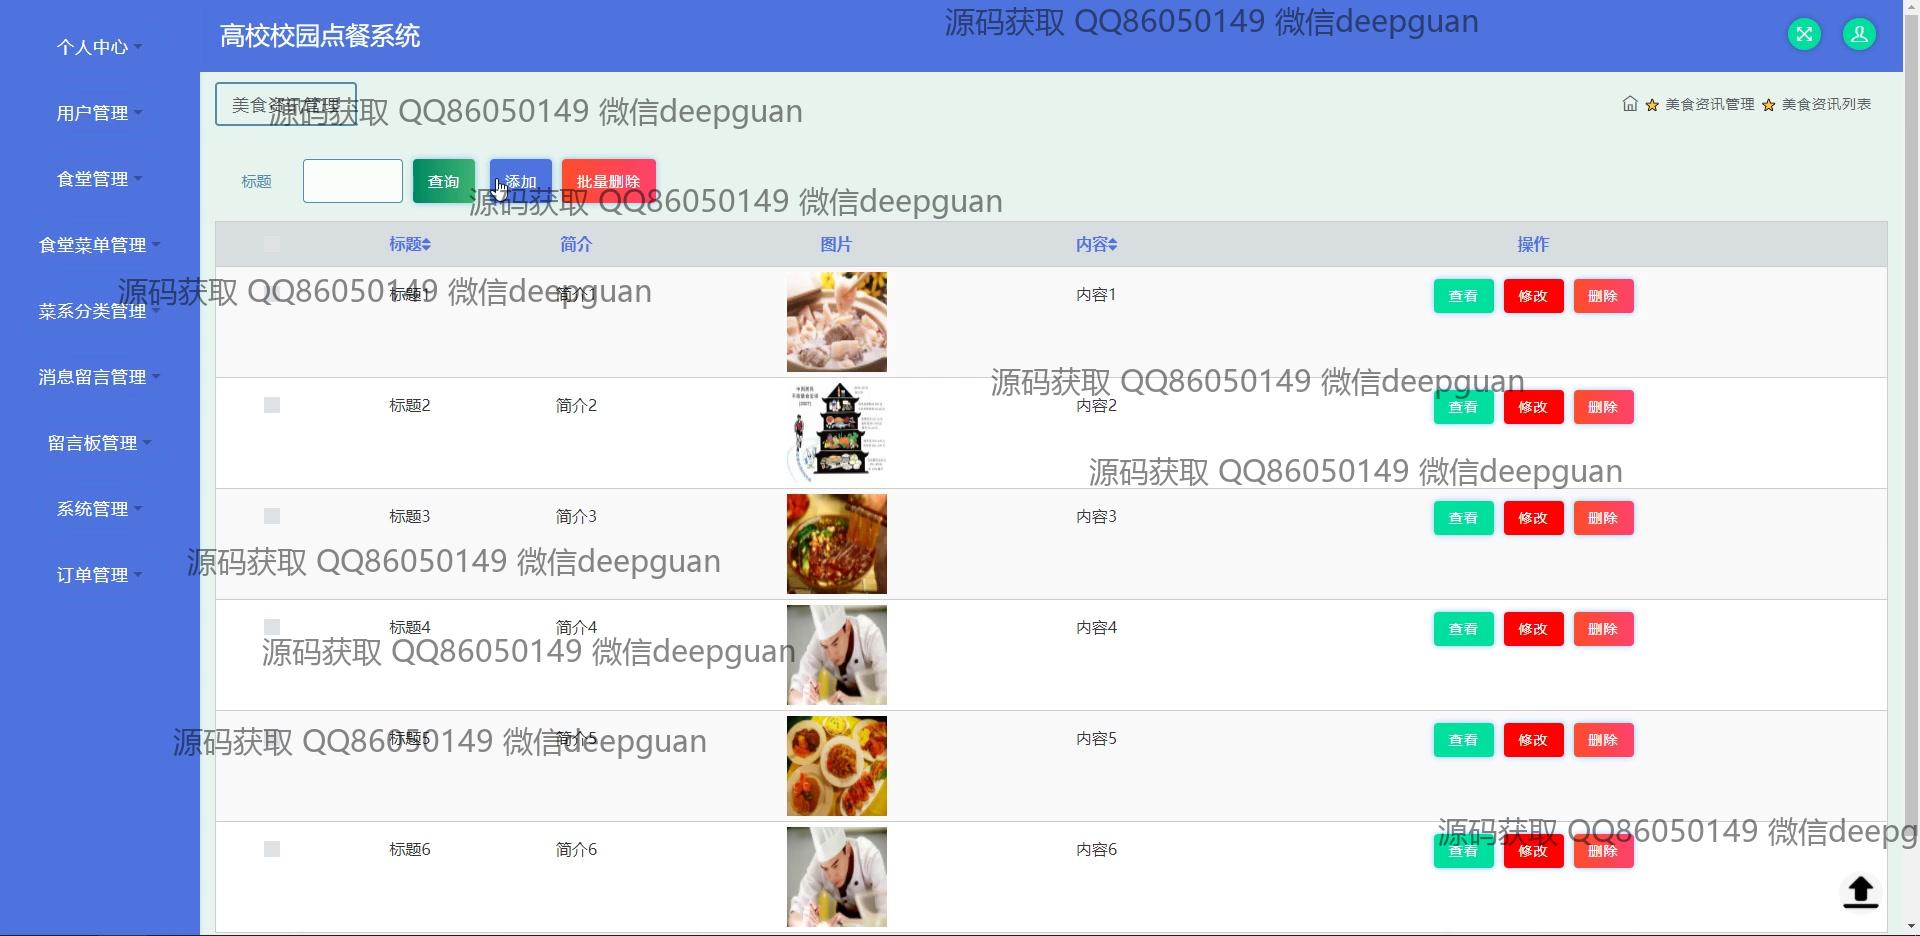 高校校园点餐系统
源码获取 QQ86050149 微信deepguan
个人中心
用户管理
食堂管理
食堂菜单管理
菜系分类管理
消息留言管理
留言板管理
系统管理
订单管理
美食资讯管理
源码获取 QQ86050149 微信deepguan
美食资讯管理 美食资讯列表
标题 查询 添加 批量删除
源码获取 QQ86050149 微信deepguan
标题 简介 图片 内容 操作
标题1 简介1 内容1 查看 修改 删除
源码获取 QQ86050149 微信deepguan
源码获取 QQ86050149 微信deepguan
标题2 简介2 内容2 查看 修改 删除
源码获取 QQ86050149 微信deepguan
标题3 简介3 内容3 查看 修改 删除
源码获取 QQ86050149 微信deepguan
标题4 简介4 内容4 查看 修改 删除
源码获取 QQ86050149 微信deepguan
标题5 简介5 内容5 查看 修改 删除
源码获取 QQ86050149 微信deepguan
源码获取 QQ86050149 微信deepg
标题6 简介6 内容6 查看 修改 删除